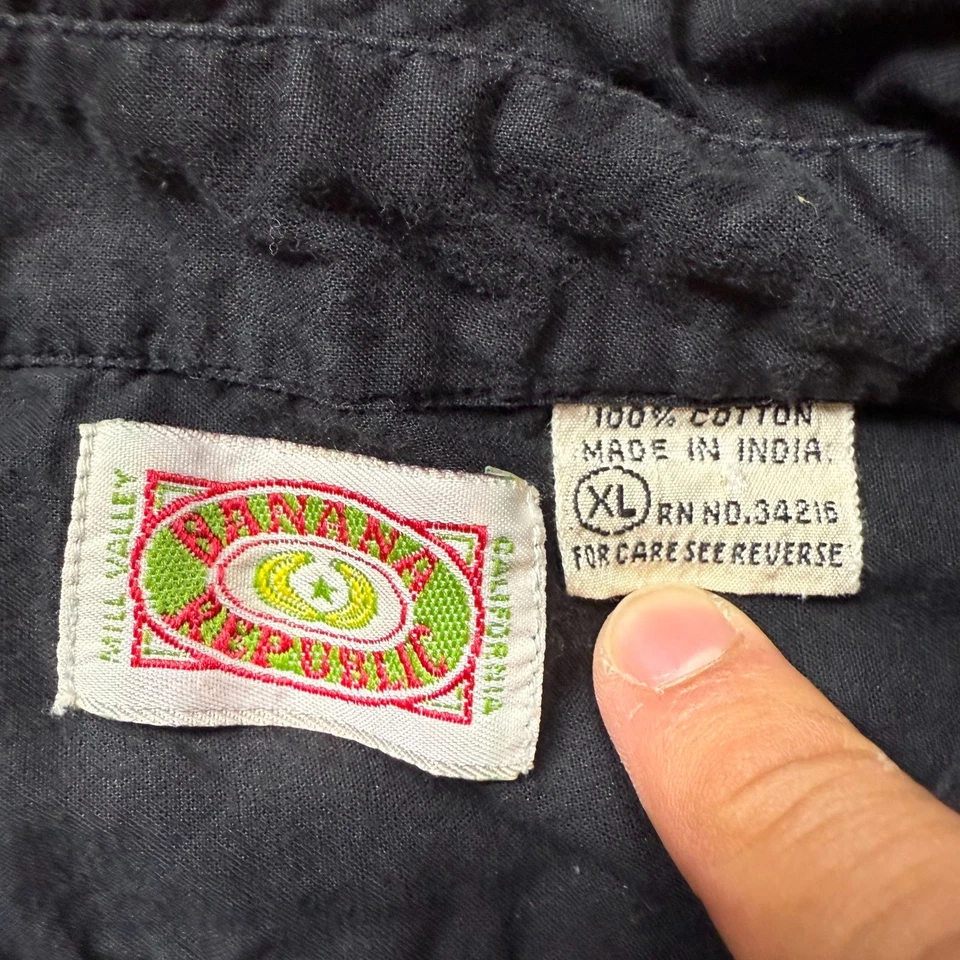 MILL VALLEY
BANANA
REPUBLIC
CALIFORNIA
100% COTTON
MADE IN INDIA
XL RN NO.34216
FOR CARE SEE REVERSE